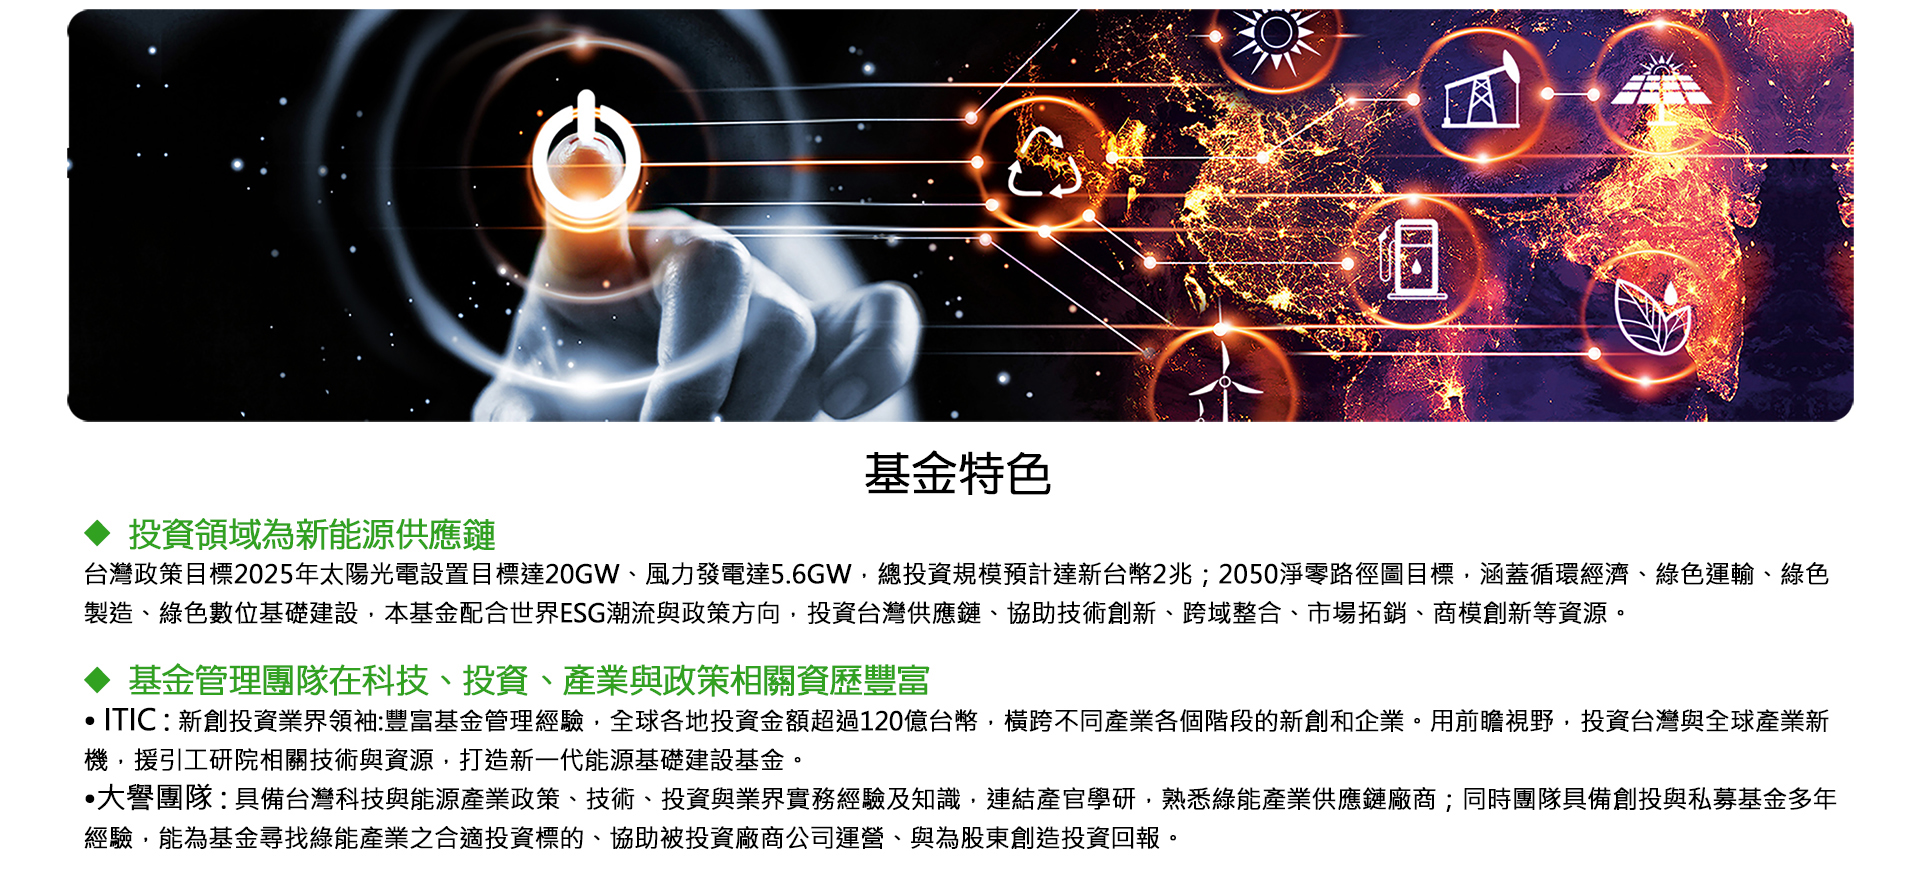 基金特色
◆ 投資領域為新能源供應鏈
台灣政策目標2025年太陽光電設置目標達20GW、風力發電達5.6GW，總投資規模預計達新台幣2兆；2050淨零路徑圖目標，涵蓋循環經濟、綠色運輸、綠色
製造、綠色數位基礎建設，本基金配合世界ESG潮流與政策方向，投資台灣供應鏈、協助技術創新、跨域整合、市場拓銷、商模創新等資源。
◆ 基金管理團隊在科技、投資、產業與政策相關資歷豐富
• ITIC : 新創投資業界領袖:豐富基金管理經驗，全球各地投資金額超過120億台幣，橫跨不同產業各個階段的新創和企業。用前瞻視野，投資台灣與全球產業新
機，援引工研院相關技術與資源，打造新一代能源基礎建設基金。
•大譽團隊 : 具備台灣科技與能源產業政策、技術、投資與業界實務經驗及知識，連結產官學研，熟悉綠能產業供應鏈廠商；同時團隊具備創投與私募基金多年
經驗，能為基金尋找綠能產業之合適投資標的、協助被投資廠商公司運營、與為股東創造投資回報。